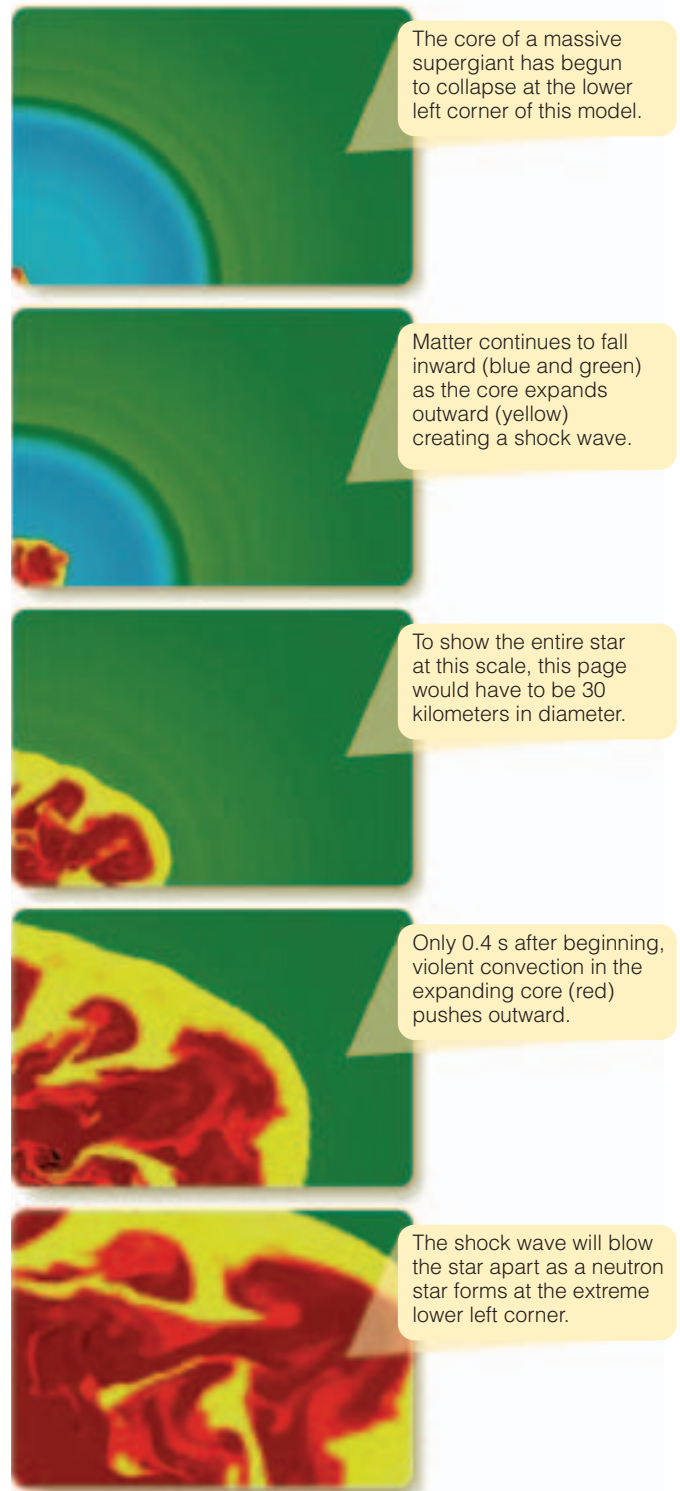 The core of a massive
supergiant has begun
to collapse at the lower
left corner of this model.
Matter continues to fall
inward (blue and green)
as the core expands
outward (yellow)
creating a shock wave.
To show the entire star
at this scale, this page
would have to be 30
kilometers in diameter.
Only 0.4 s after beginning,
violent convection in the
expanding core (red)
pushes outward.
The shock wave will blow
the star apart as a neutron
star forms at the extreme
lower left corner.